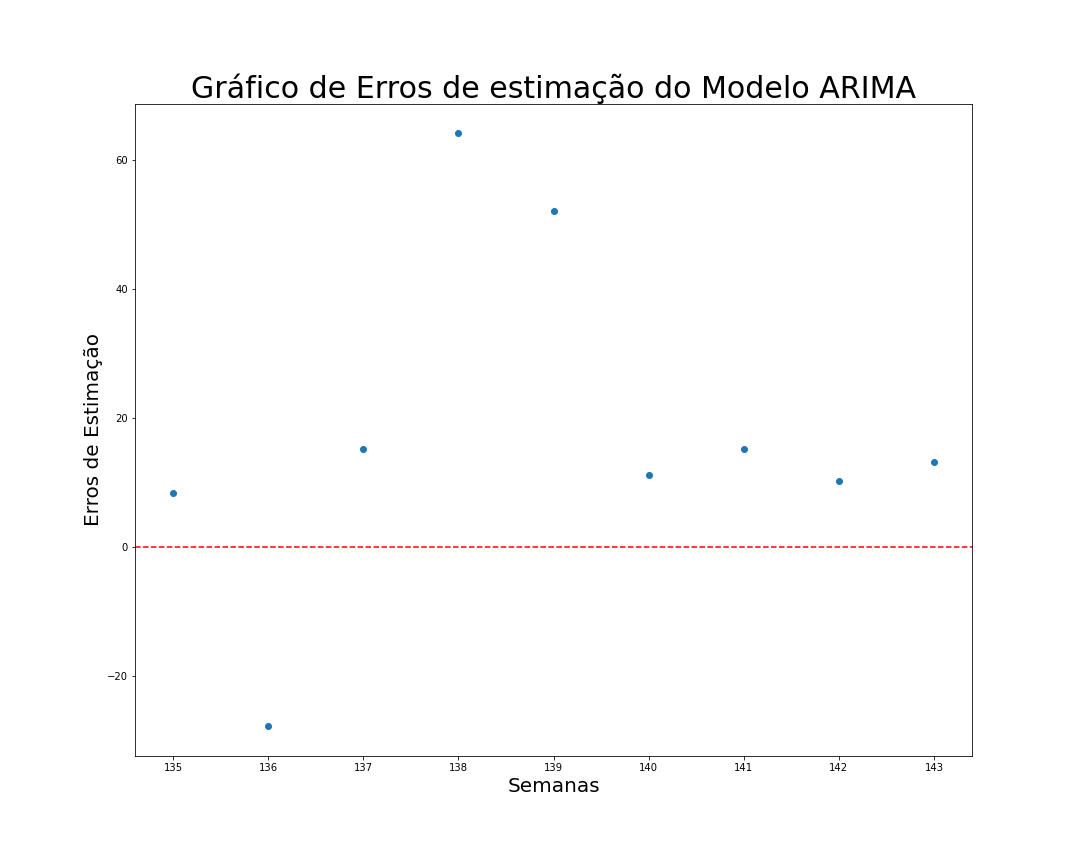 Gráfico de Erros de estimação do Modelo ARIMA
Erros de Estimação
60
40
20
0
−20
135 136 137 138 139 140 141 142 143
Semanas